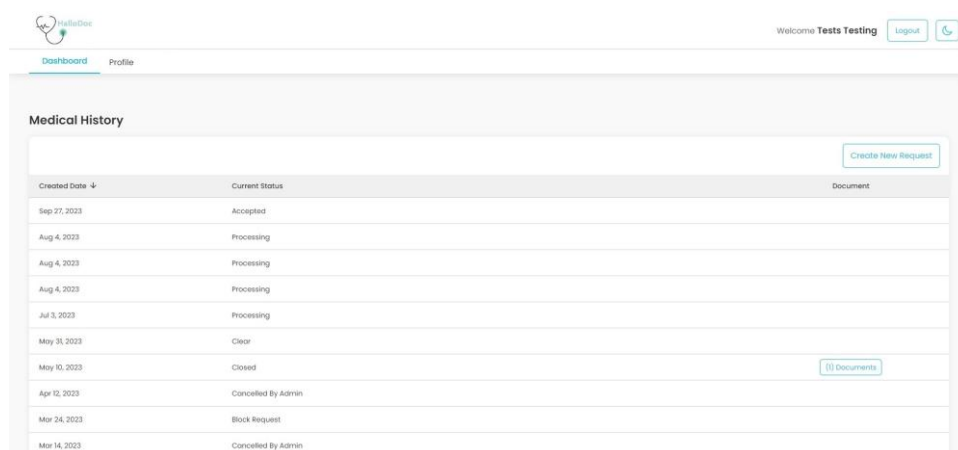 HalloDoc
Welcome Tests Testing Logout
Dashboard Profile
Medical History
Create New Request
Created Date Current Status Document
Sep 27, 2023 Accepted
Aug 4, 2023 Processing
Aug 4, 2023 Processing
Aug 4, 2023 Processing
Jul 3, 2023 Processing
May 31, 2023 Clear
May 10, 2023 Closed (1) Documents
Apr 12, 2023 Cancelled By Admin
Mar 24, 2023 Block Request
Mar 14, 2023 Cancelled By Admin